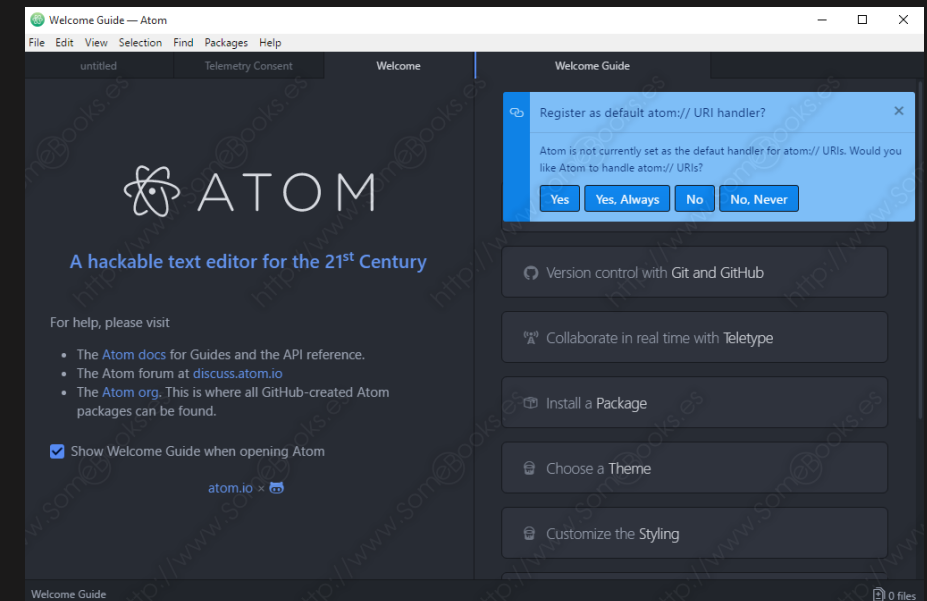 Welcome Guide — Atom
File Edit View Selection Find Packages Help
untitled
Telemetry Consent
Welcome
Welcome Guide
ATOM
A hackable text editor for the 21st Century
For help, please visit
• The Atom docs for Guides and the API reference.
• The Atom forum at discuss.atom.io
• The Atom org. This is where all GitHub-created Atom
packages can be found.
Show Welcome Guide when opening Atom
atom.io ×
Register as default atom:// URI handler?
Atom is not currently set as the defaut handler for atom:// URIs. Would you
like Atom to handle atom:// URIs?
Yes
Yes, Always
No
No, Never
Version control with Git and GitHub
Collaborate in real time with Teletype
Install a Package
Choose a Theme
Customize the Styling
Welcome Guide
0 files
http://www.SomeBooks.es